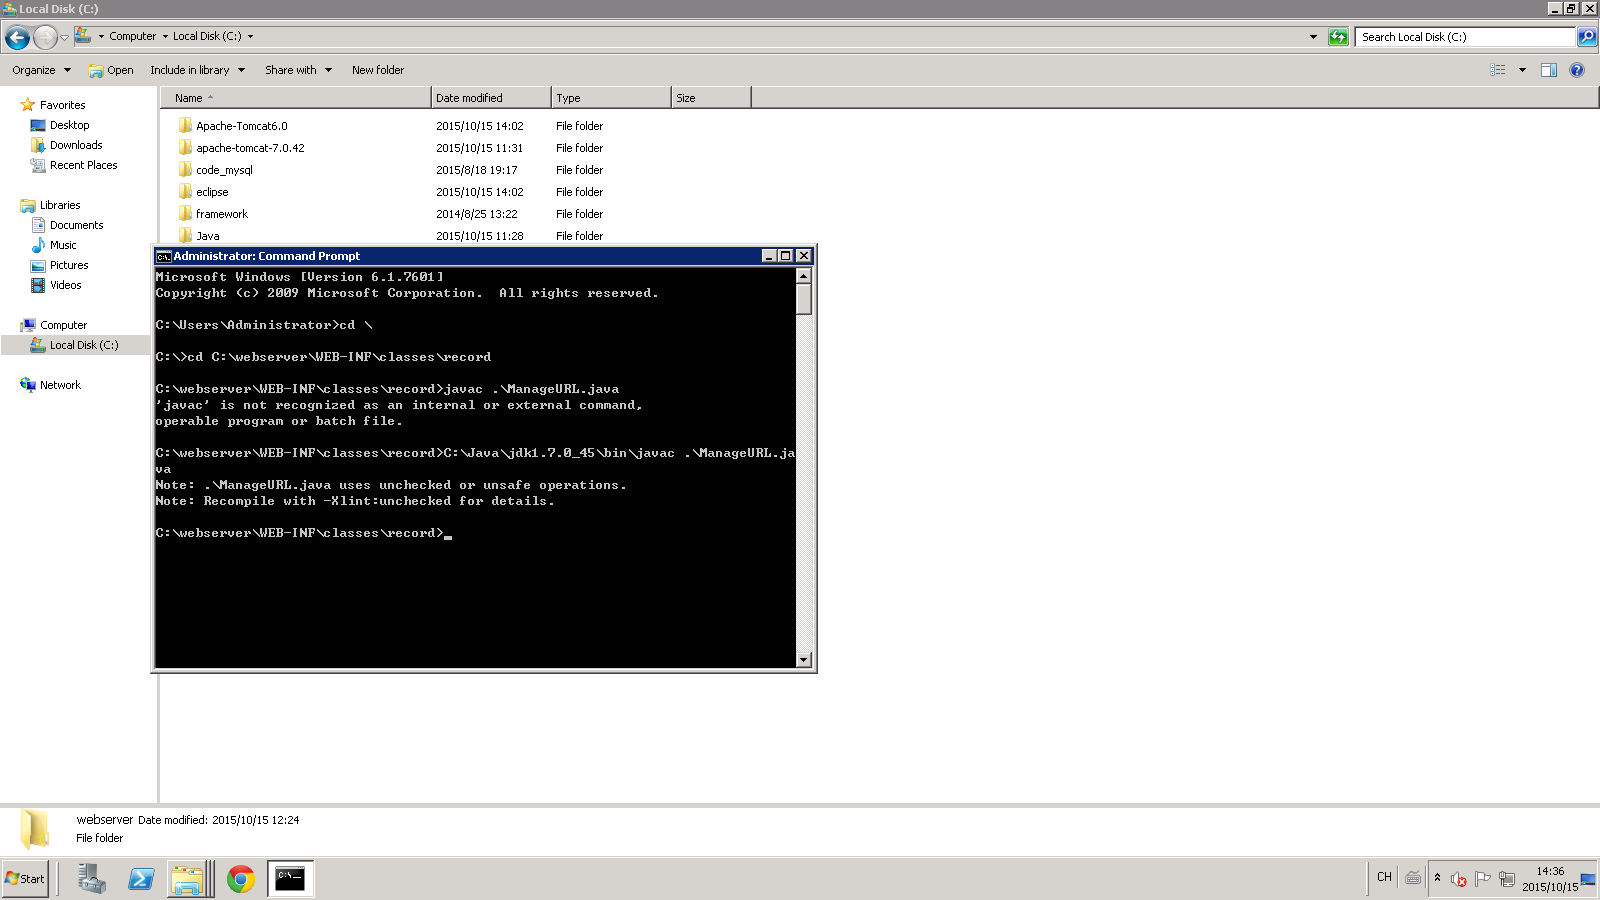 Local Disk (C:)
Computer Local Disk (C:)
Search Local Disk (C:)
Organize Open Include in library Share with New folder
Name Date modified Type Size
Favorites
Desktop
Downloads
Recent Places
Libraries
Documents
Music
Pictures
Videos
Computer
Local Disk (C:)
Network
Apache-Tomcat6.0 2015/10/15 14:02 File folder
apache-tomcat-7.0.42 2015/10/15 11:31 File folder
code_mysql 2015/8/18 19:17 File folder
eclipse 2015/10/15 14:02 File folder
framework 2014/8/25 13:22 File folder
Java 2015/10/15 11:28 File folder
Administrator: Command Prompt
Microsoft Windows [Version 6.1.7601]
Copyright (c) 2009 Microsoft Corporation.  All rights reserved.
C:\Users\Administrator>cd \
C:\>cd C:\webserver\WEB-INF\classes\record
C:\webserver\WEB-INF\classes\record>javac .\ManageURL.java
'javac' is not recognized as an internal or external command,
operable program or batch file.
C:\webserver\WEB-INF\classes\record>C:\Java\jdk1.7.0_45\bin\javac .\ManageURL.ja
va
Note: .\ManageURL.java uses unchecked or unsafe operations.
Note: Recompile with -Xlint:unchecked for details.
C:\webserver\WEB-INF\classes\record>
webserver Date modified: 2015/10/15 12:24
File folder
Start
CH
14:36
2015/10/15